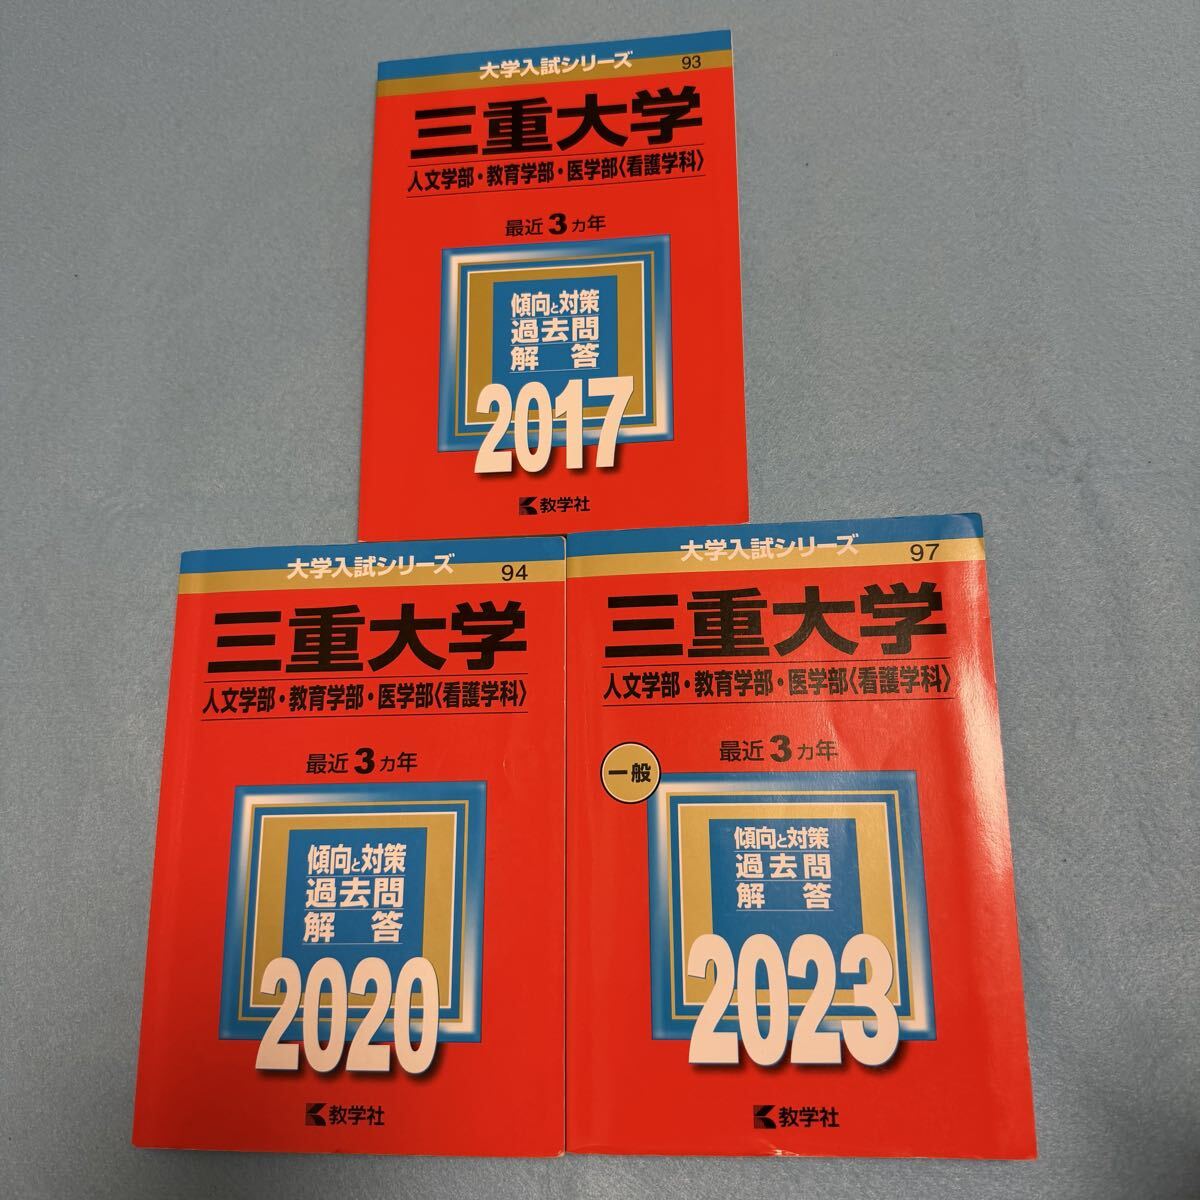 大学入試シリーズ
93
三重大学
人文学部・教育学部・医学部〈看護学科〉
最近3カ年
傾向と対策
過去問
解答
2017
教学社
大学入試シリーズ
94
三重大学
人文学部・教育学部・医学部〈看護学科〉
最近3カ年
傾向と対策
過去問
解答
2020
教学社
大学入試シリーズ
97
三重大学
人文学部・教育学部・医学部〈看護学科〉
最近3カ年
一般
傾向と対策
過去問
解答
2023
教学社